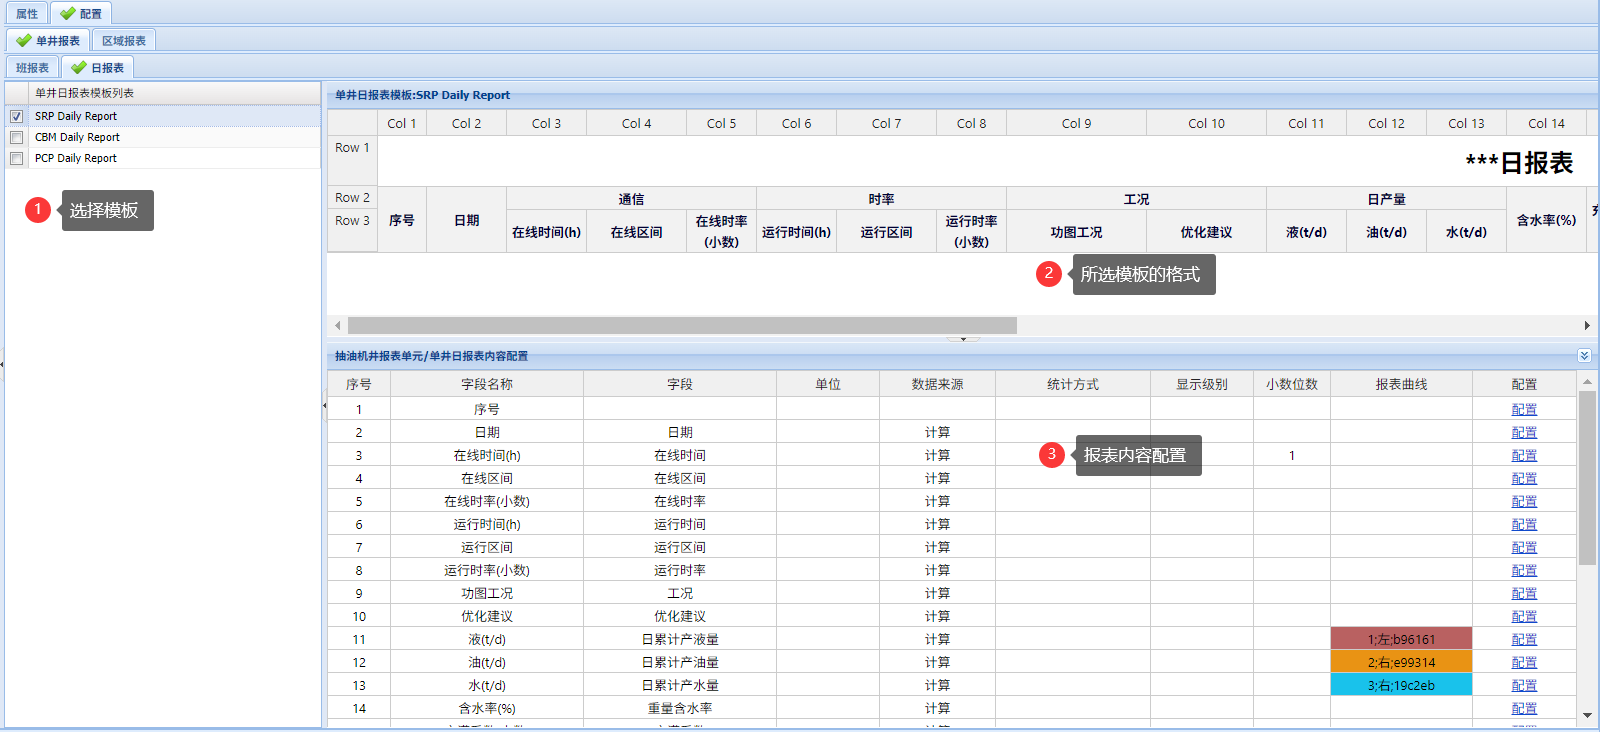 属性 配置
单井报表 区域报表
班报表 日报表
单井日报表模板列表
SRP Daily Report
CBM Daily Report
PCP Daily Report
1 选择模板
单井日报表模板:SRP Daily Report
Col 1 Col 2 Col 3 Col 4 Col 5 Col 6 Col 7 Col 8 Col 9 Col 10 Col 11 Col 12 Col 13 Col 14
Row 1 ***日报表
Row 2 序号 日期 通信 时率 工况 日产量 含水率(%)
Row 3 在线时间(h) 在线区间 在线时率(小数) 运行时间(h) 运行区间 运行时率(小数) 功图工况 优化建议 液(t/d) 油(t/d) 水(t/d)
2 所选模板的格式
抽油机井报表单元/单井日报表内容配置
序号 字段名称 字段 单位 数据来源 统计方式 显示级别 小数位数 报表曲线 配置
1 序号 配置
2 日期 日期 计算 配置
3 在线时间(h) 在线时间 计算 1 配置
3 报表内容配置
4 在线区间 在线区间 计算 配置
5 在线时率(小数) 在线时率 计算 配置
6 运行时间(h) 运行时间 计算 配置
7 运行区间 运行区间 计算 配置
8 运行时率(小数) 运行时率 计算 配置
9 功图工况 工况 计算 配置
10 优化建议 优化建议 计算 配置
11 液(t/d) 日累计产液量 计算 1;左;b96161 配置
12 油(t/d) 日累计产油量 计算 2;右;e99314 配置
13 水(t/d) 日累计产水量 计算 3;右;19c2eb 配置
14 含水率(%) 重量含水率 计算 配置